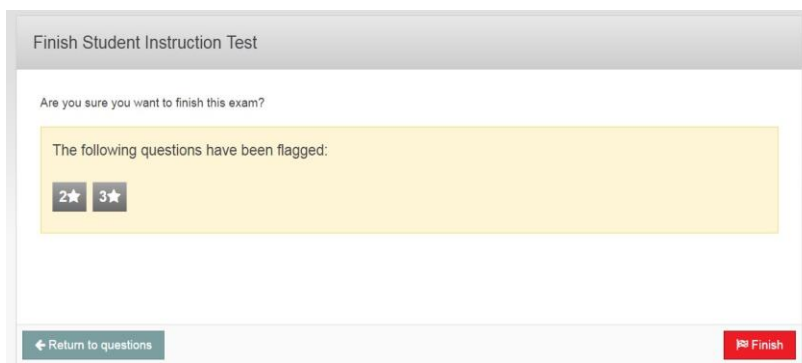 Finish Student Instruction Test
Are you sure you want to finish this exam?
The following questions have been flagged:
2★ 3★
← Return to questions
Finish